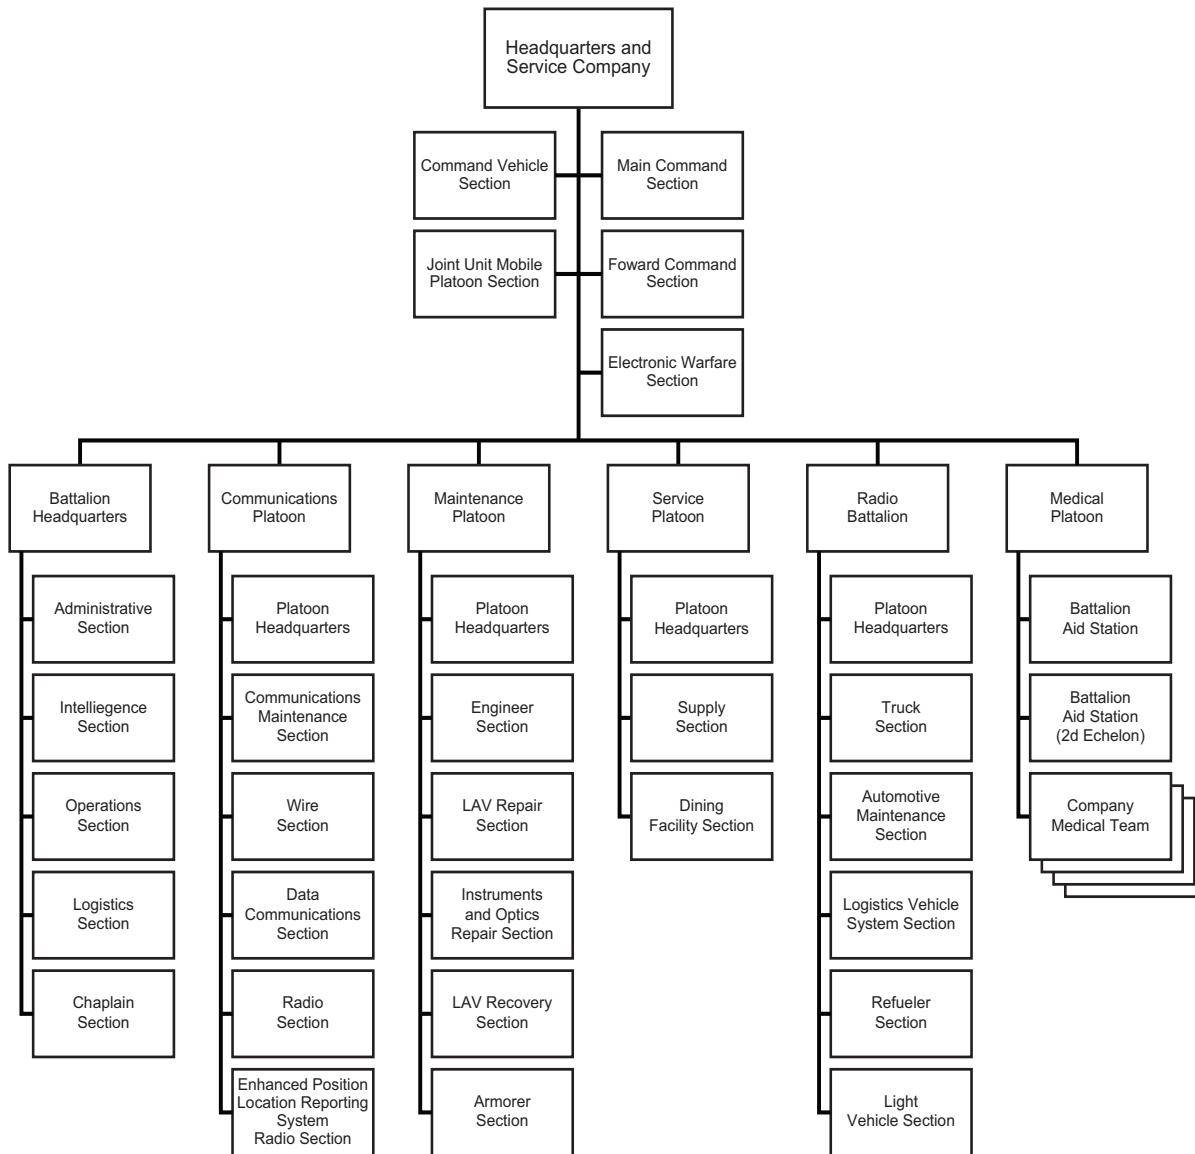 Headquarters and
Service Company
Command Vehicle
Section
Main Command
Section
Joint Unit Mobile
Platoon Section
Foward Command
Section
Electronic Warfare
Section
Battalion
Headquarters
Communications
Platoon
Maintenance
Platoon
Service
Platoon
Radio
Battalion
Medical
Platoon
Administrative
Section
Intelliegence
Section
Operations
Section
Logistics
Section
Chaplain
Section
Platoon
Headquarters
Communications
Maintenance
Section
Wire
Section
Data
Communications
Section
Radio
Section
Enhanced Position
Location Reporting
System
Radio Section
Platoon
Headquarters
Engineer
Section
LAV Repair
Section
Instruments
and Optics
Repair Section
LAV Recovery
Section
Armorer
Section
Platoon
Headquarters
Supply
Section
Dining
Facility Section
Platoon
Headquarters
Truck
Section
Automotive
Maintenance
Section
Logistics Vehicle
System Section
Refueler
Section
Light
Vehicle Section
Battalion
Aid Station
Battalion
Aid Station
(2d Echelon)
Company
Medical Team